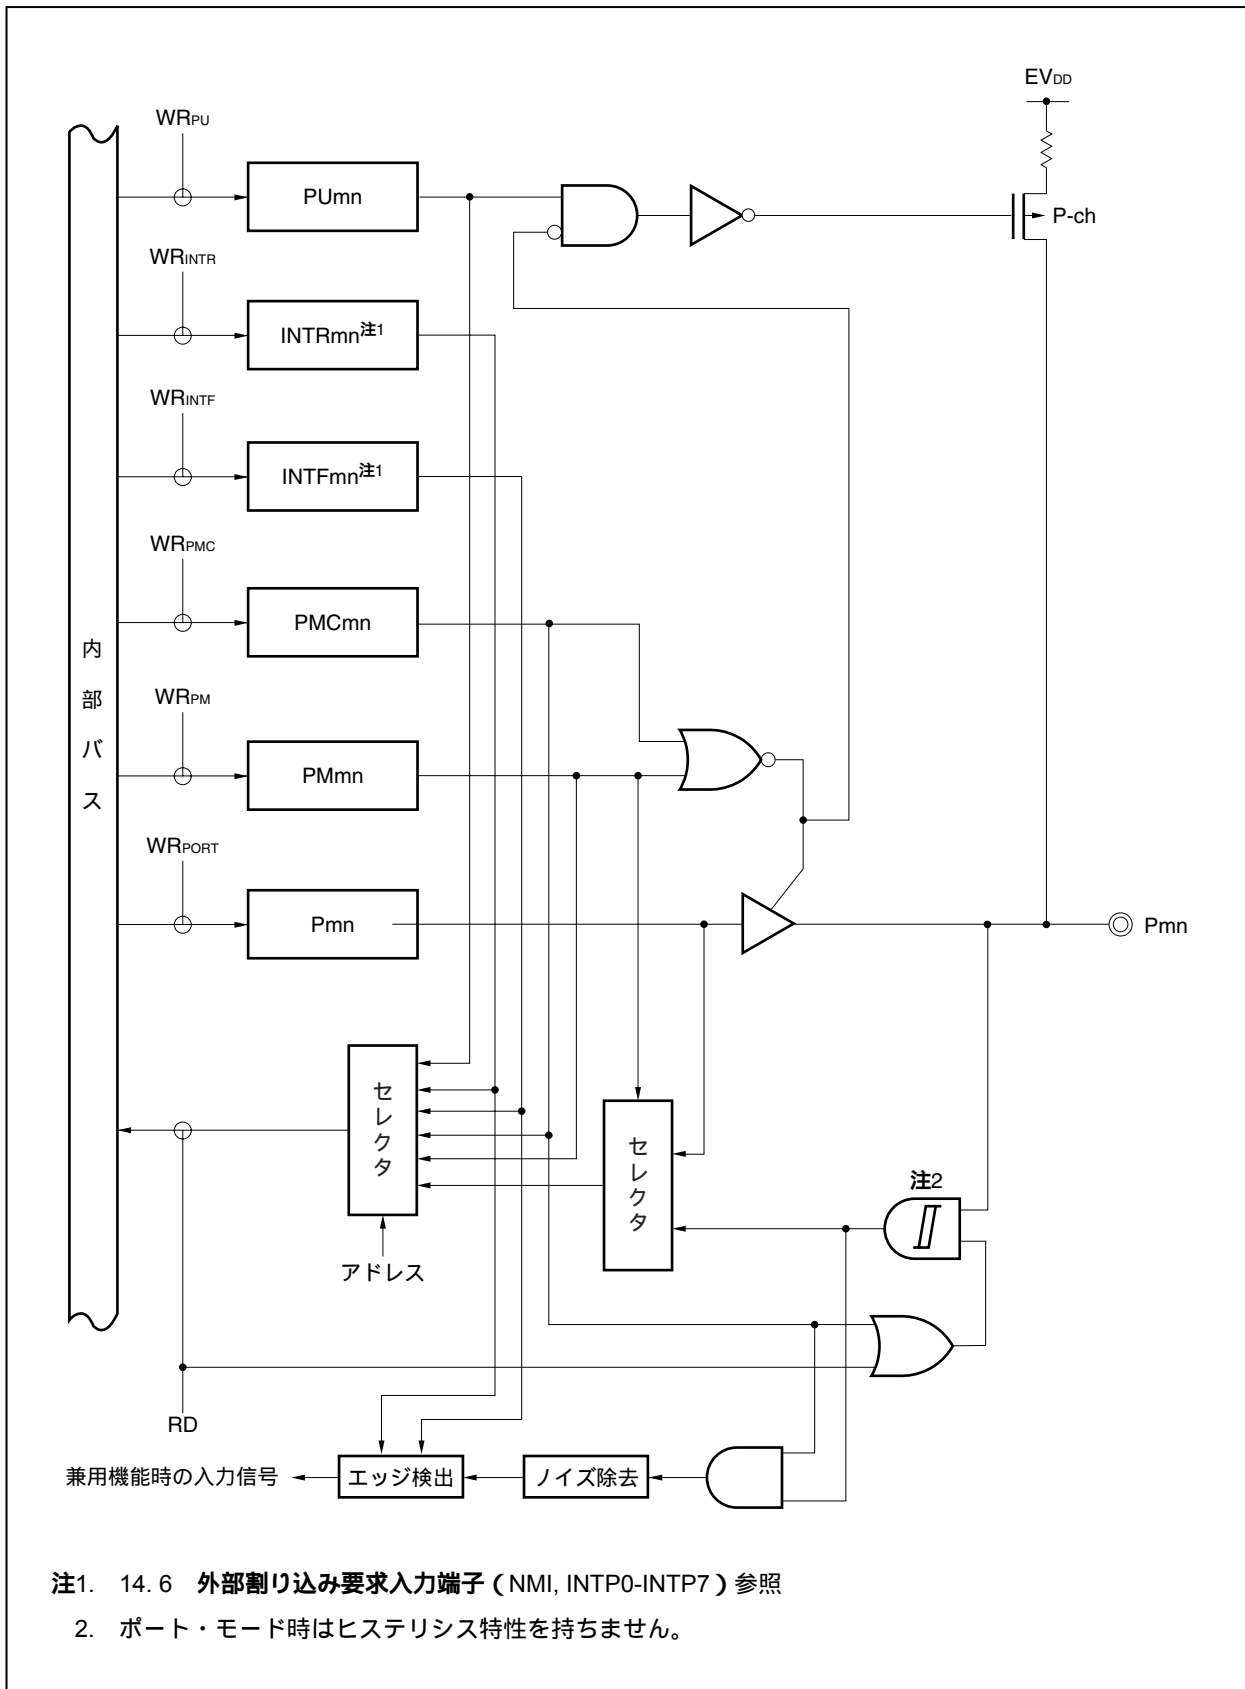 EVDD
WRPU
PUmn
P-ch
WRINTR
INTRmn注1
WRINTF
INTFmn注1
WRPMC
PMCmn
内部バス
WRPM
PMmn
WRPORT
Pmn
Pmn
セレクタ
セレクタ
注2
アドレス
RD
兼用機能時の入力信号
エッジ検出
ノイズ除去
注1. 14. 6 外部割り込み要求入力端子（NMI, INTP0-INTP7）参照
2. ポート・モード時はヒステリシス特性を持ちません。